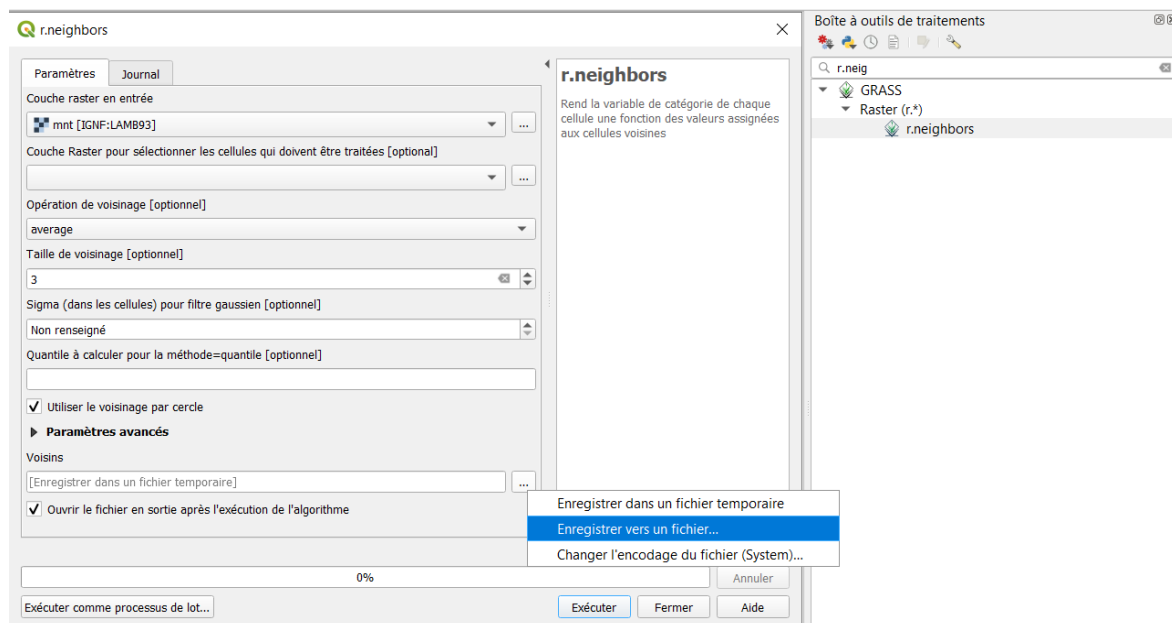 r.neighbors
Paramètres
Journal
Couche raster en entrée
mnt [IGNF:LAMB93]
...
Couche Raster pour sélectionner les cellules qui doivent être traitées [optional]
...
Opération de voisinage [optionnel]
average
Taille de voisinage [optionnel]
3
Sigma (dans les cellules) pour filtre gaussien [optionnel]
Non renseigné
Quantile à calculer pour la méthode=quantile [optionnel]
Utiliser le voisinage par cercle
Paramètres avancés
Voisins
[Enregistrer dans un fichier temporaire]
...
Ouvrir le fichier en sortie après l'exécution de l'algorithme
0%
Annuler
Exécuter comme processus de lot...
Exécuter
Fermer
Aide
r.neighbors
Rend la variable de catégorie de chaque
cellule une fonction des valeurs assignées
aux cellules voisines
Enregistrer dans un fichier temporaire
Enregistrer vers un fichier...
Changer l'encodage du fichier (System)...
Boîte à outils de traitements
r.neig
GRASS
Raster (r.*)
r.neighbors